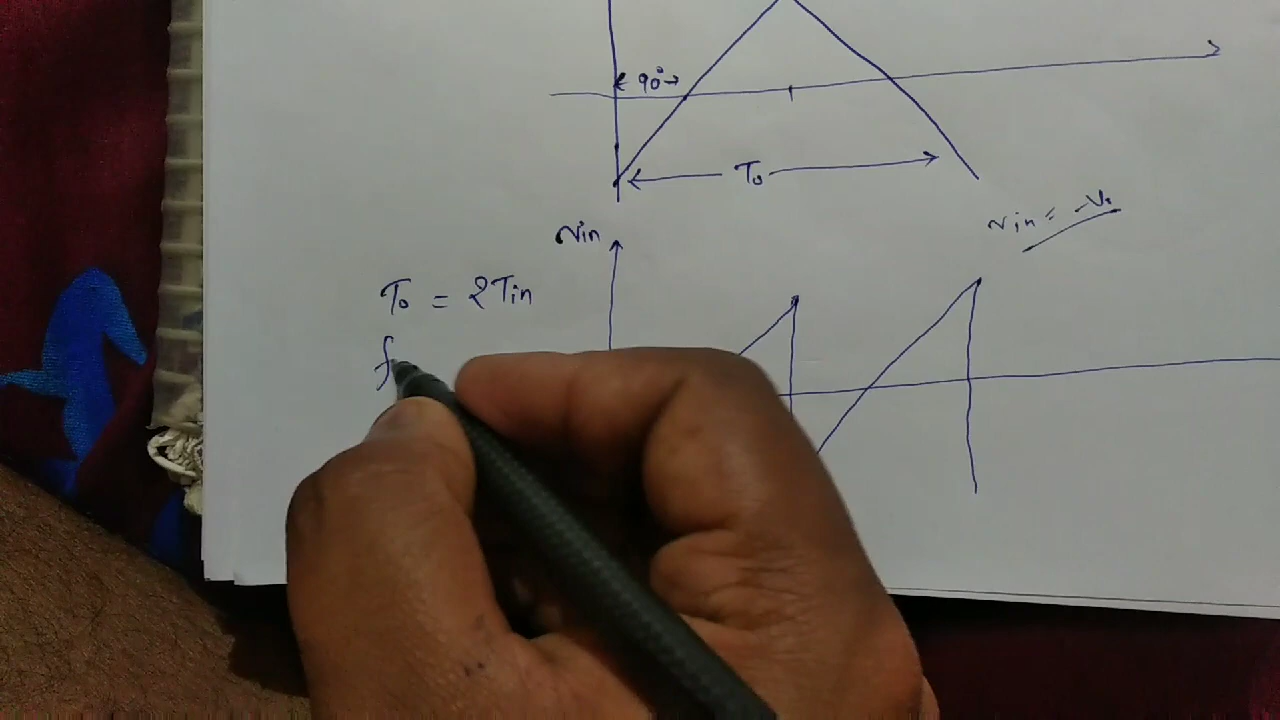 90°
T₀
Vin
Vin = -V₀
T₀ = 2Tin
f